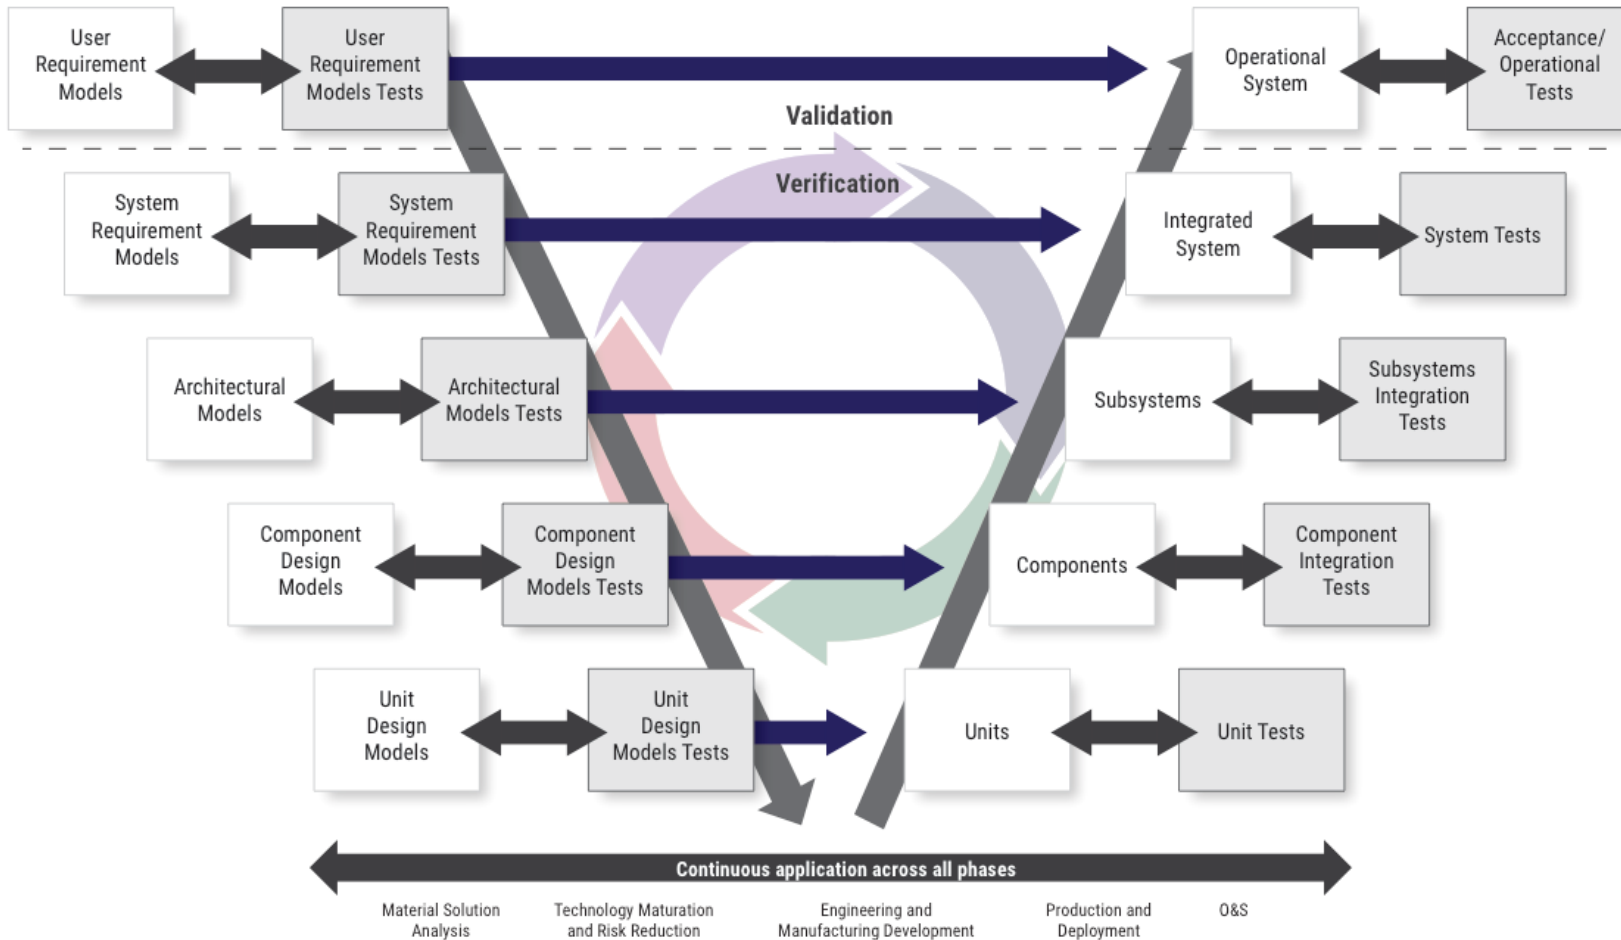 User
Requirement
Models
User
Requirement
Models Tests
Operational
System
Acceptance/
Operational
Tests
Validation
Verification
System
Requirement
Models
System
Requirement
Models Tests
Integrated
System
System Tests
Architectural
Models
Architectural
Models Tests
Subsystems
Subsystems
Integration
Tests
Component
Design
Models
Component
Design
Models Tests
Components
Component
Integration
Tests
Unit
Design
Models
Unit
Design
Models Tests
Units
Unit Tests
Continuous application across all phases
Material Solution
Analysis
Technology Maturation
and Risk Reduction
Engineering and
Manufacturing Development
Production and
Deployment
O&S